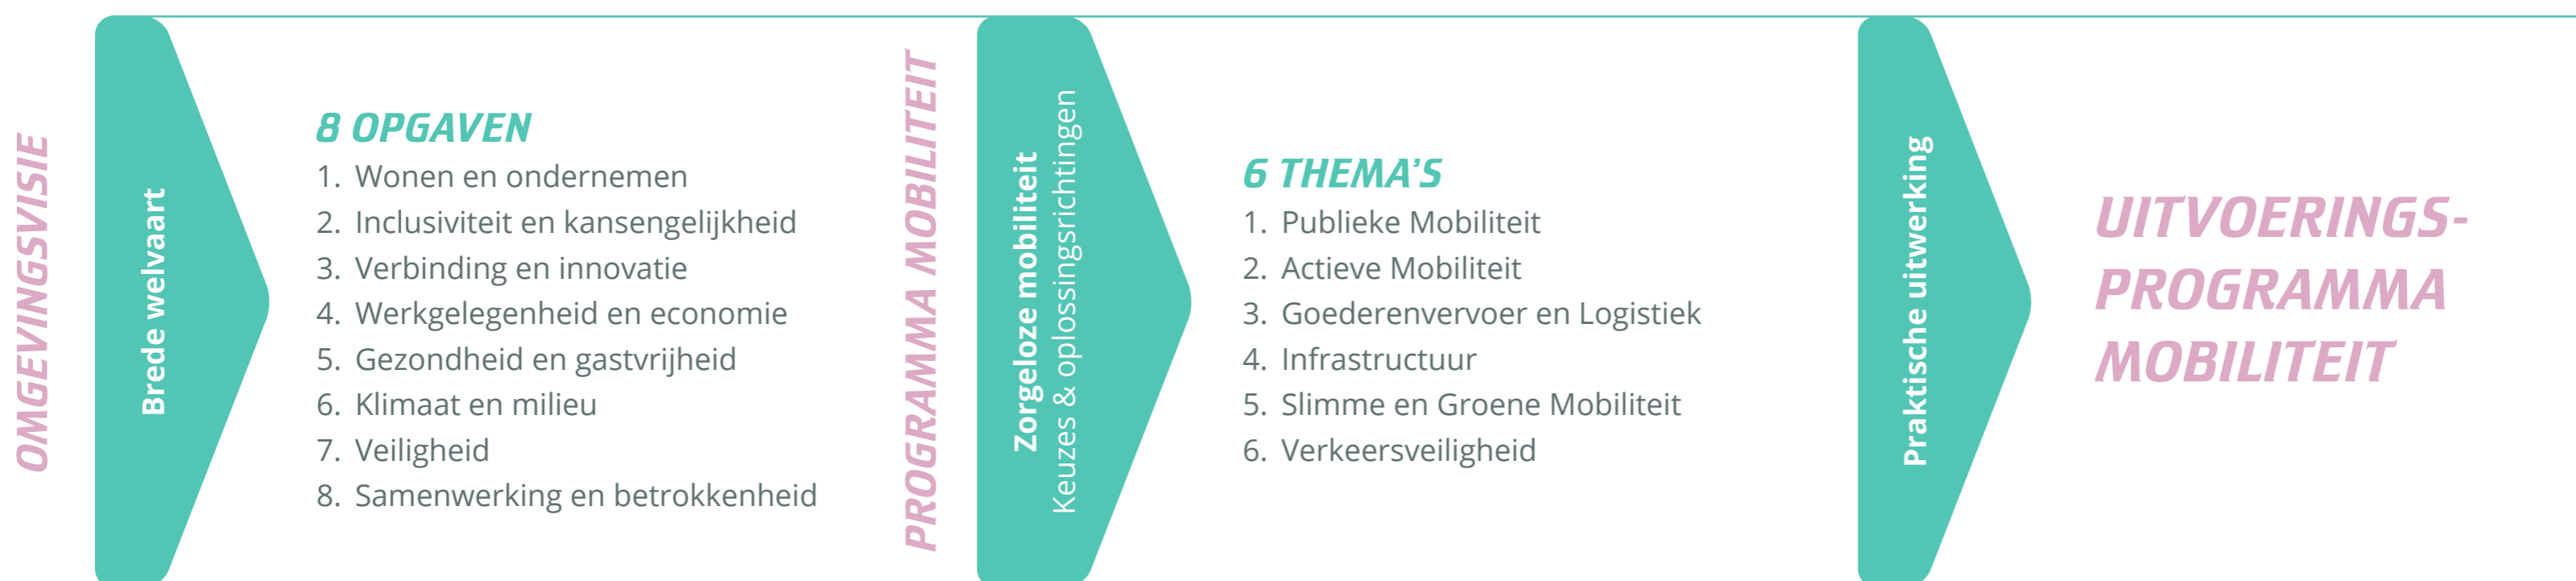 OMGEVINGSVISIE
Brede welvaart
8 OPGAVEN
1. Wonen en ondernemen
2. Inclusiviteit en kansengelijkheid
3. Verbinding en innovatie
4. Werkgelegenheid en economie
5. Gezondheid en gastvrijheid
6. Klimaat en milieu
7. Veiligheid
8. Samenwerking en betrokkenheid
PROGRAMMA MOBILITEIT
Zorgeloze mobiliteit
Keuzes & oplossingsrichtingen
6 THEMA'S
1. Publieke Mobiliteit
2. Actieve Mobiliteit
3. Goederenvervoer en Logistiek
4. Infrastructuur
5. Slimme en Groene Mobiliteit
6. Verkeersveiligheid
Praktische uitwerking
UITVOERINGS-
PROGRAMMA
MOBILITEIT